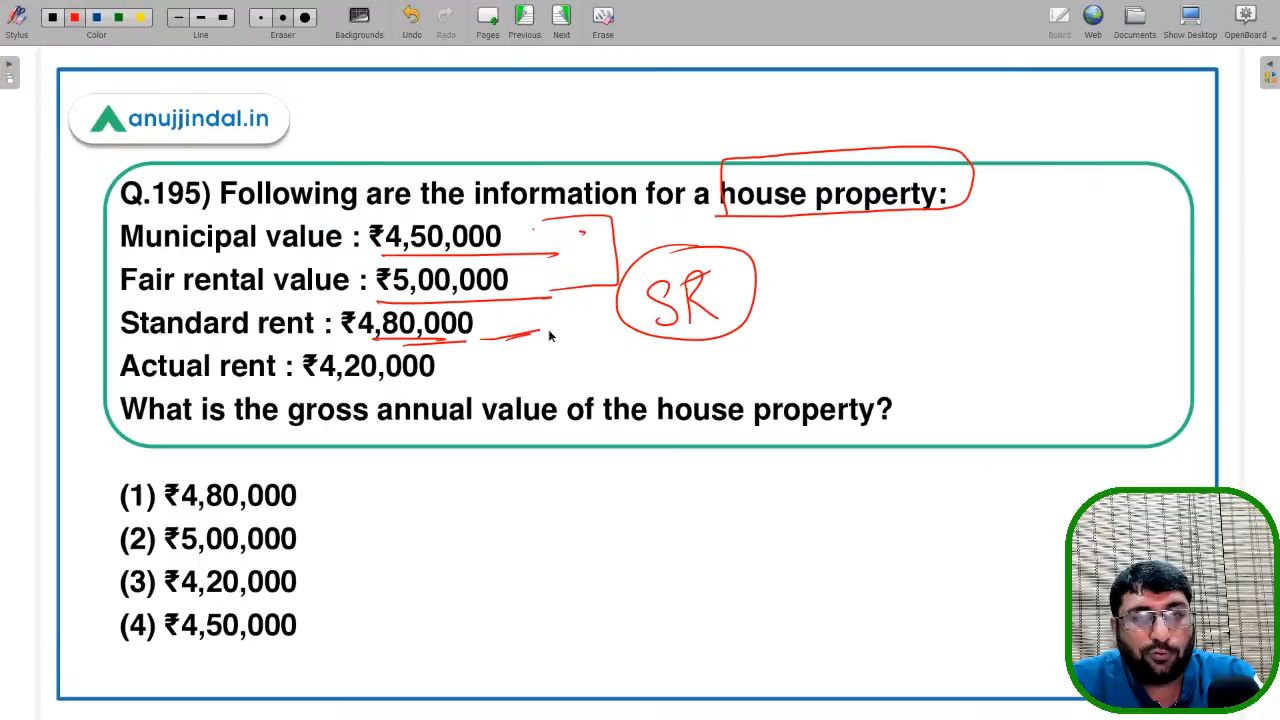 Stylus
Color
Line
Eraser
Backgrounds
Undo
Redo
Pages
Previous
Next
Erase
Board
Web
Documents
Show Desktop
OpenBoard
anujjindal.in
Q.195) Following are the information for a house property:
Municipal value : ₹4,50,000
Fair rental value : ₹5,00,000
SR
Standard rent : ₹4,80,000
Actual rent : ₹4,20,000
What is the gross annual value of the house property?
(1) ₹4,80,000
(2) ₹5,00,000
(3) ₹4,20,000
(4) ₹4,50,000